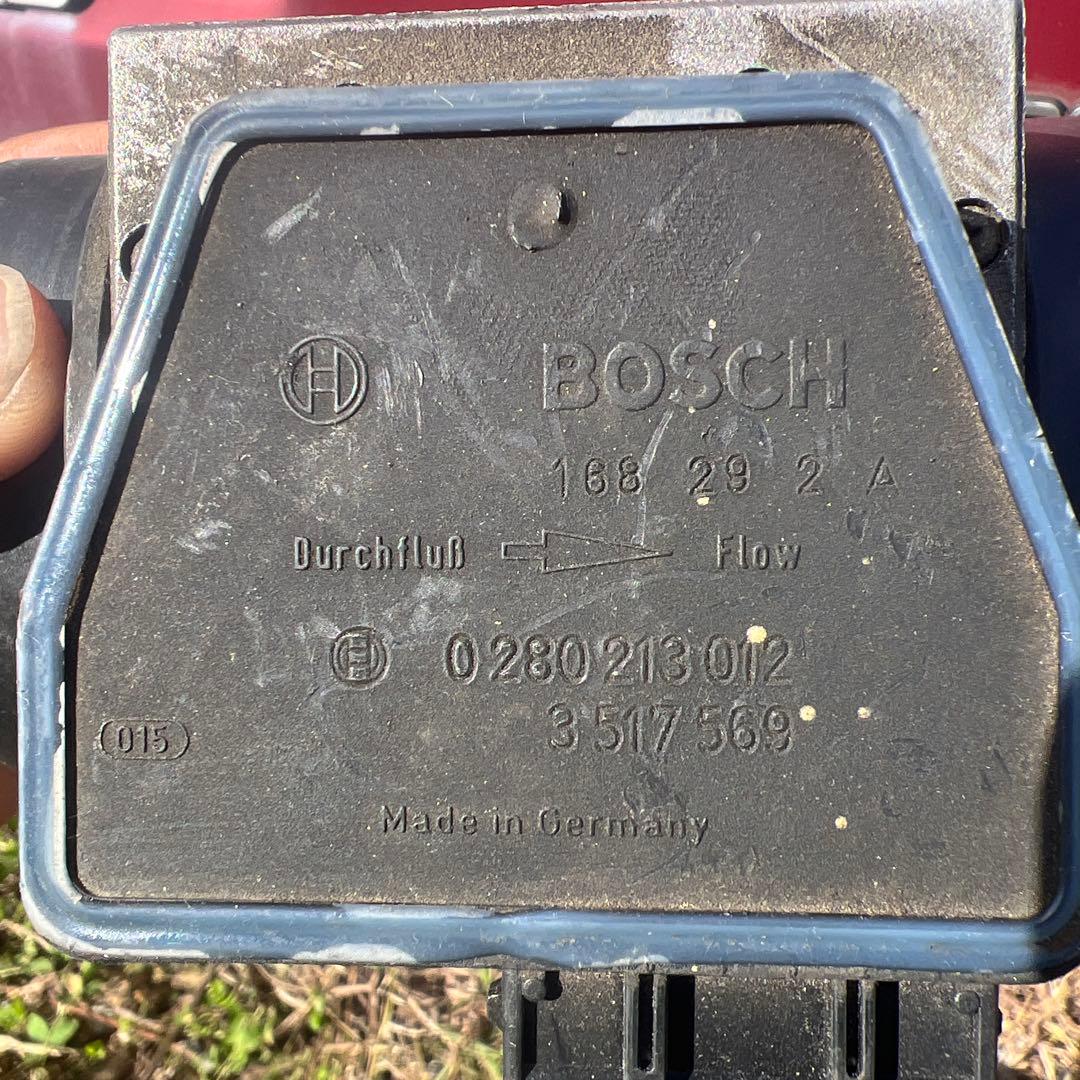 BOSCH
168 29 2 A
Durchfluß Flow
0 280 213 012
3 517 569
015
Made in Germany